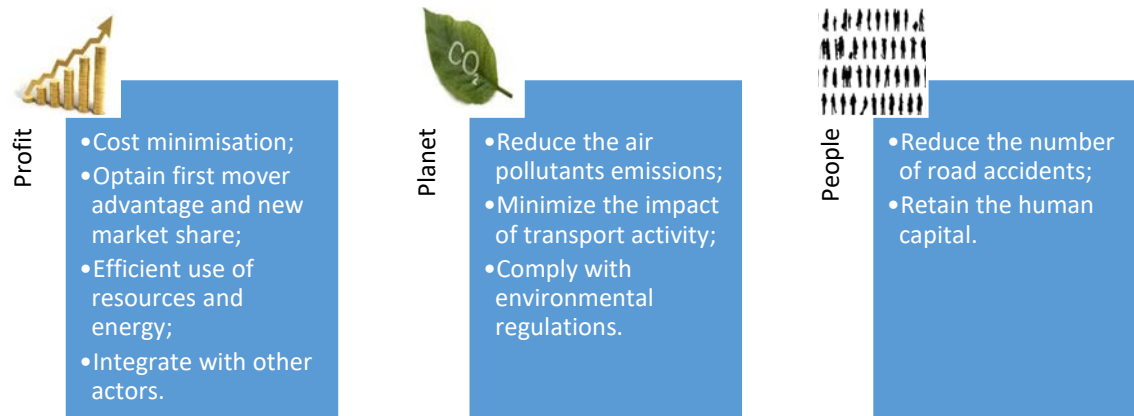 Profit
•Cost minimisation;
•Optain first mover
advantage and new
market share;
•Efficient use of
resources and
energy;
•Integrate with other
actors.
CO2
Planet
•Reduce the air
pollutants emissions;
•Minimize the impact
of transport activity;
•Comply with
environmental
regulations.
People
•Reduce the number
of road accidents;
•Retain the human
capital.